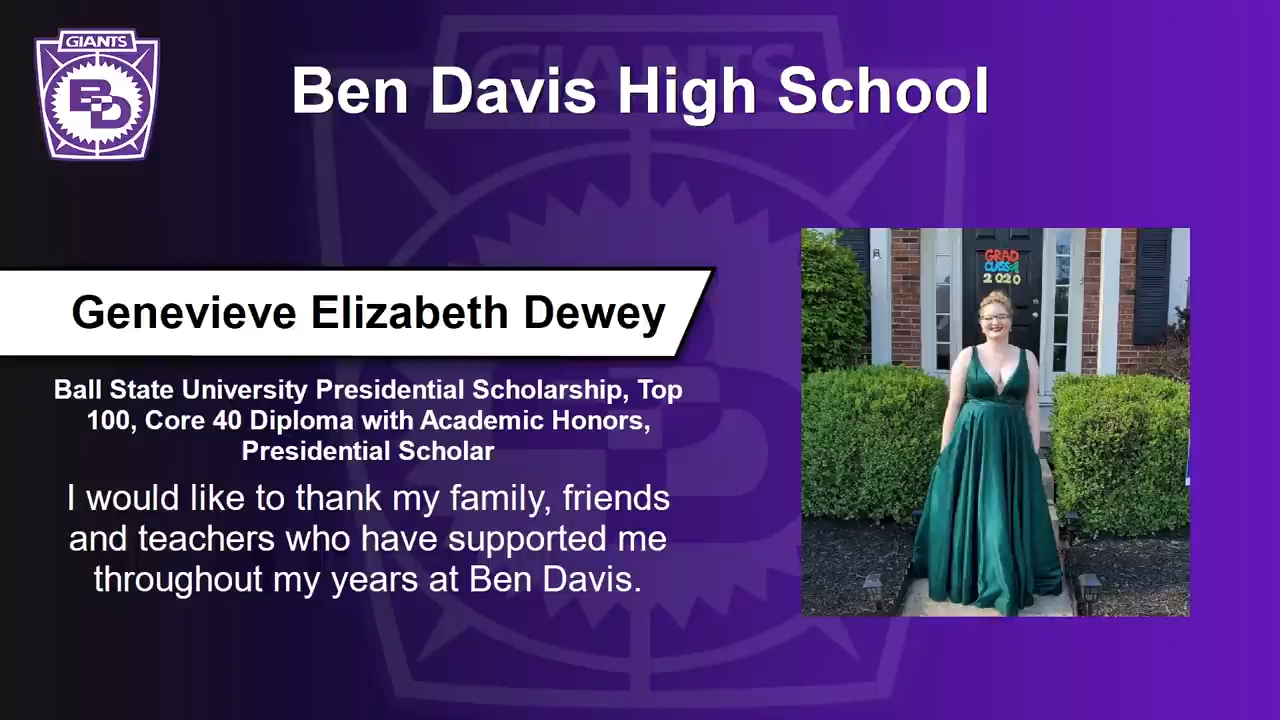 GIANTS
BD
GIANTS
Ben Davis High School
GRAD
CLASS of
2020
Genevieve Elizabeth Dewey
Ball State University Presidential Scholarship, Top
100, Core 40 Diploma with Academic Honors,
Presidential Scholar
I would like to thank my family, friends
and teachers who have supported me
throughout my years at Ben Davis.